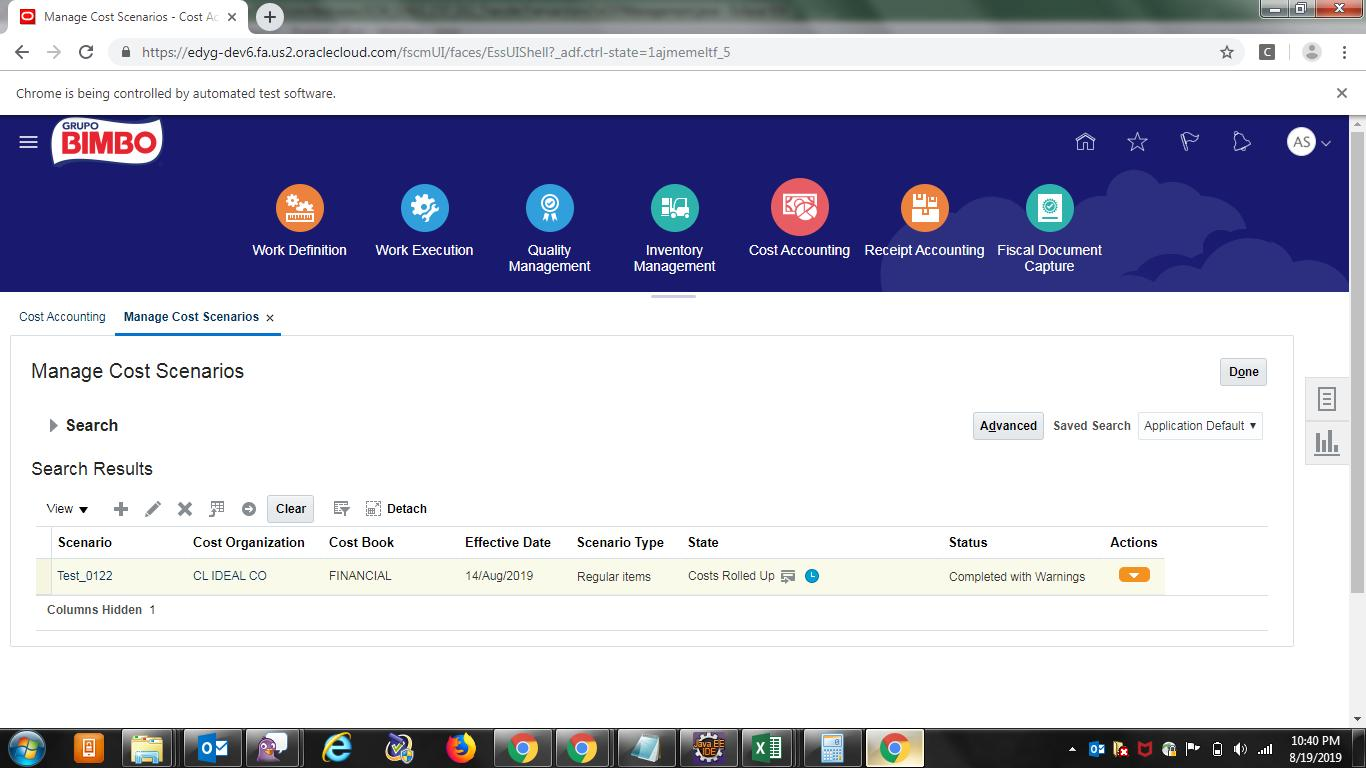 Manage Cost Scenarios - Cost Ac
https://edyg-dev6.fa.us2.oraclecloud.com/fscmUI/faces/EssUIShell?_adf.ctrl-state=1ajmemeltf_5
C
Chrome is being controlled by automated test software.
GRUPO
BIMBO
AS
Work Definition
Work Execution
Quality
Management
Inventory
Management
Cost Accounting
Receipt Accounting
Fiscal Document
Capture
Cost Accounting
Manage Cost Scenarios
Manage Cost Scenarios
Done
Search
Advanced
Saved Search
Application Default
Search Results
View
Clear
Detach
Scenario Cost Organization Cost Book Effective Date Scenario Type State Status Actions
Test_0122 CL IDEAL CO FINANCIAL 14/Aug/2019 Regular items Costs Rolled Up Completed with Warnings
Columns Hidden 1
Java EE
IDE
10:40 PM
8/19/2019